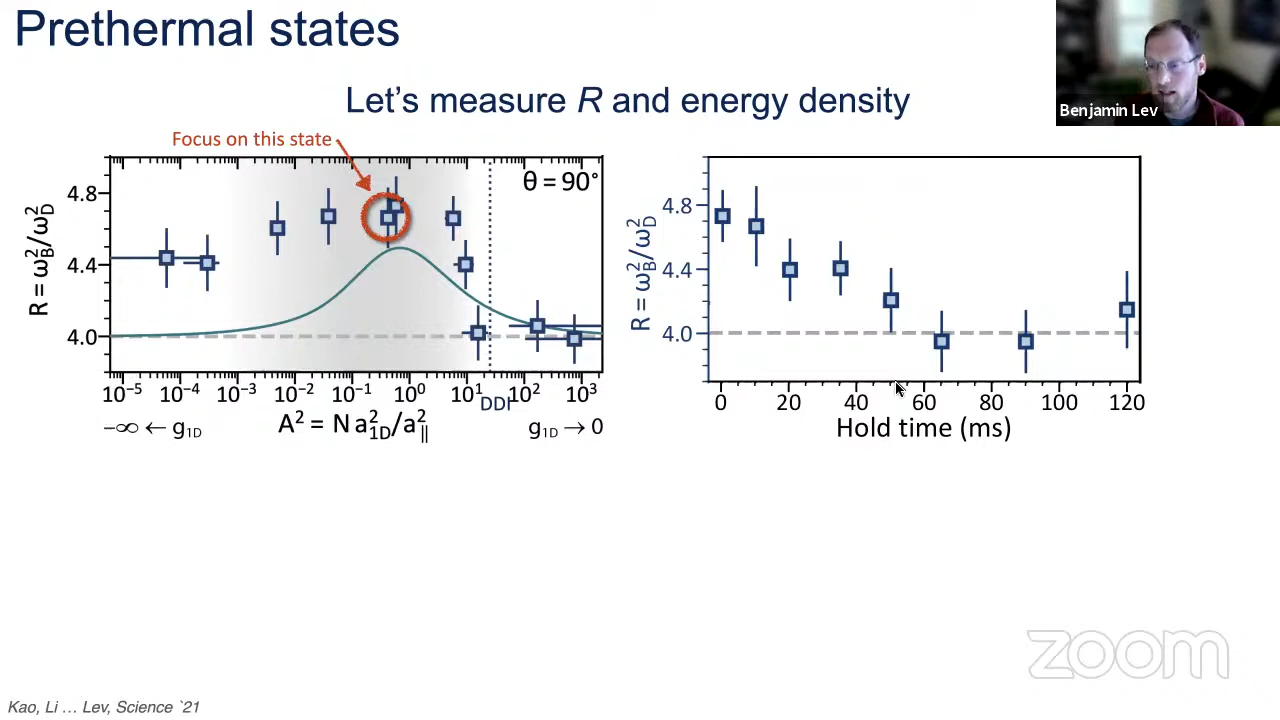 Prethermal states
Let's measure R and energy density
Benjamin Lev
Focus on this state
θ = 90°
R = ω²B/ω²D
4.8
4.4
4.0
10⁻⁵ 10⁻⁴ 10⁻³ 10⁻² 10⁻¹ 10⁰ 10¹ 10² 10³
DDI
−∞ ← g1D
A² = N a²1D/a²∥
g1D → 0
R = ω²B/ω²D
4.8
4.4
4.0
0 20 40 60 80 100 120
Hold time (ms)
zoom
Kao, Li … Lev, Science `21